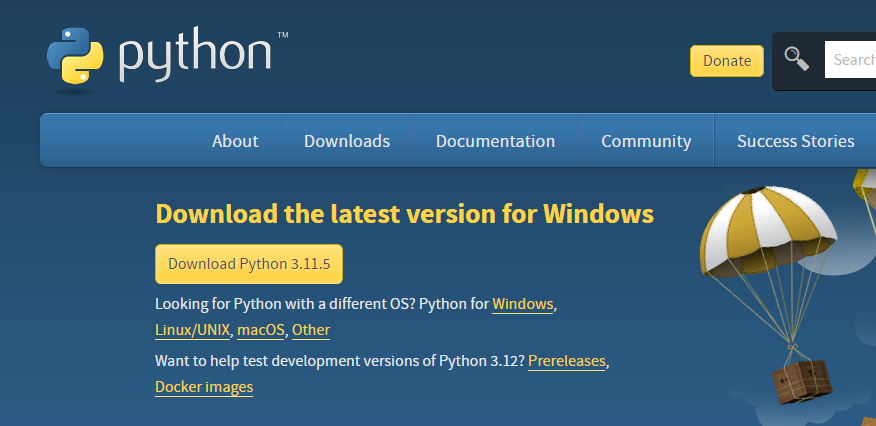 python™
Donate
Search
About Downloads Documentation Community Success Stories
Download the latest version for Windows
Download Python 3.11.5
Looking for Python with a different OS? Python for Windows,
Linux/UNIX, macOS, Other
Want to help test development versions of Python 3.12? Prereleases,
Docker images